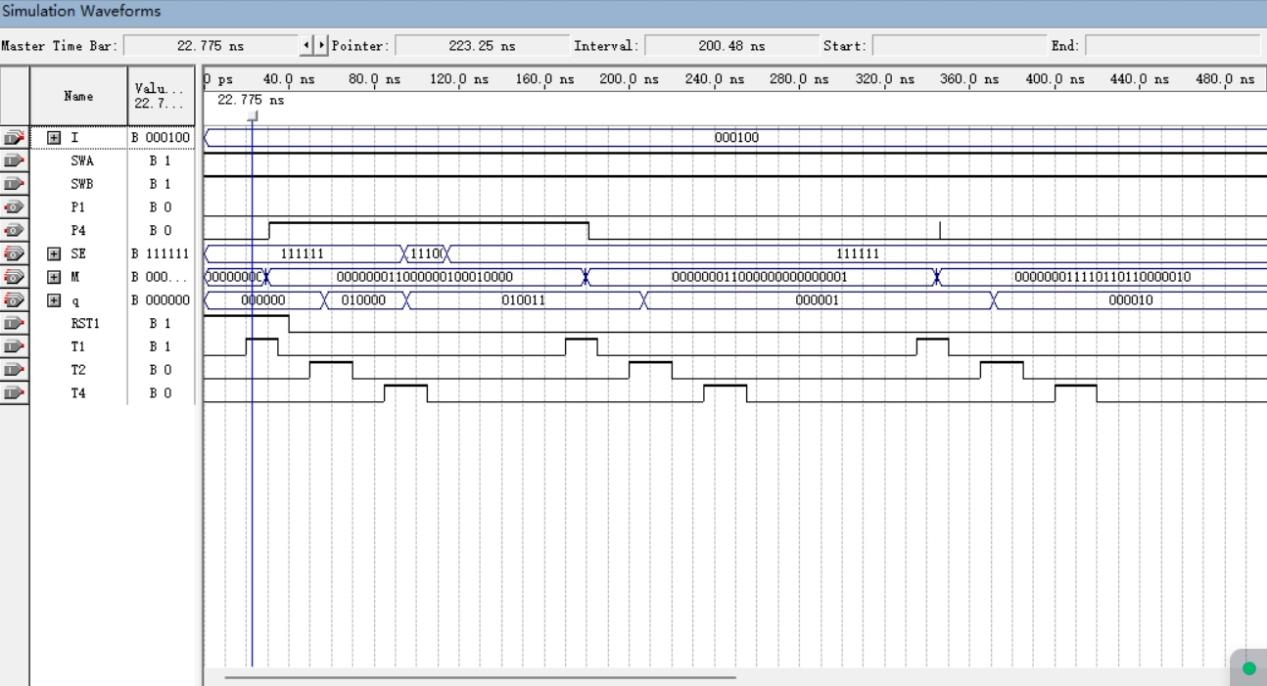 Simulation Waveforms
Master Time Bar: 22.775 ns Pointer: 223.25 ns Interval: 200.48 ns Start: End:
Name Valu... 22.7...
0 ps 40.0 ns 80.0 ns 120.0 ns 160.0 ns 200.0 ns 240.0 ns 280.0 ns 320.0 ns 360.0 ns 400.0 ns 440.0 ns 480.0 ns
22.775 ns
I B 000100 000100
SWA B 1
SWB B 1
P1 B 0
P4 B 0
SE B 111111 111111 1110( 111111
M B 000... 0000000110000000100010000 0000000110000000000000001 0000000111101101100000010
q B 000000 000000 010000 010011 000001 000010
RST1 B 1
T1 B 1
T2 B 0
T4 B 0